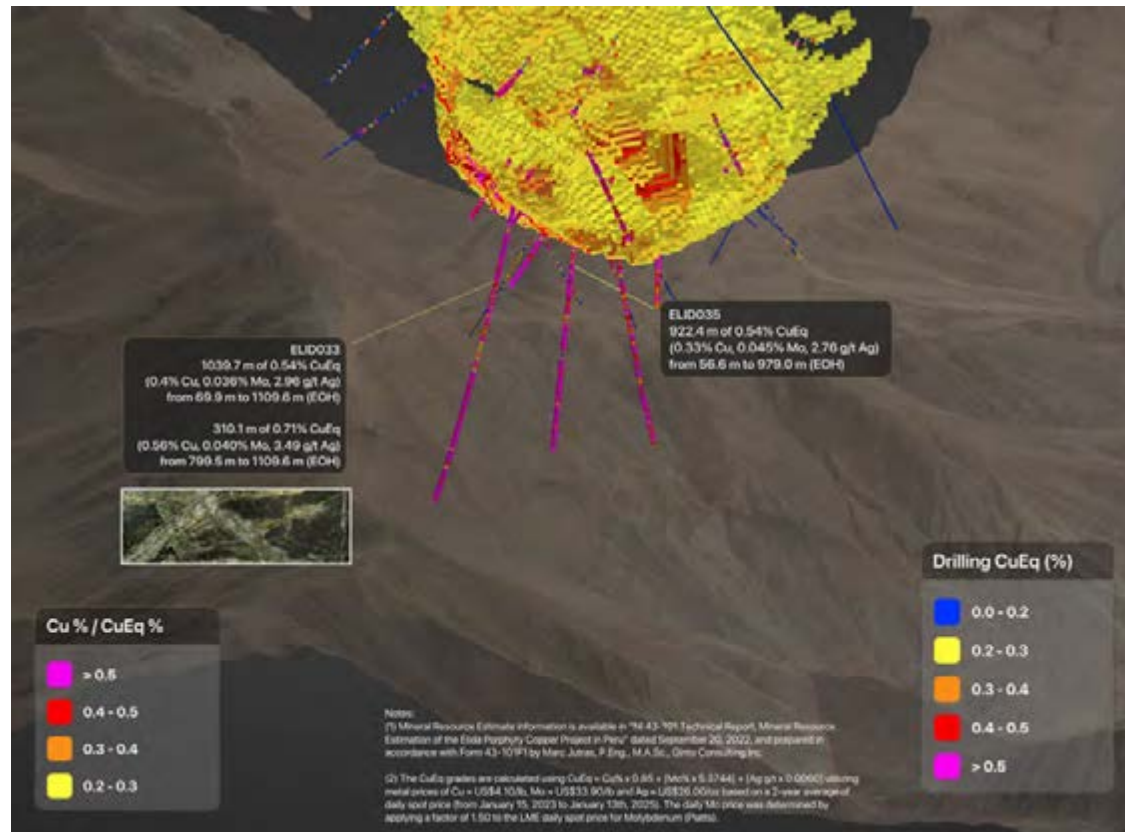 ELID033
1039.7 m of 0.54% CuEq
(0.4% Cu, 0.036% Mo, 2.96 g/t Ag)
from 69.9 m to 1109.6 m (EOH)
310.1 m of 0.71% CuEq
(0.56% Cu, 0.040% Mo, 3.49 g/t Ag)
from 799.5 m to 1109.6 m (EOH)
ELID035
922.4 m of 0.54% CuEq
(0.33% Cu, 0.045% Mo, 2.76 g/t Ag)
from 56.6 m to 979.0 m (EOH)
Cu % / CuEq %
> 0.5
0.4 - 0.5
0.3 - 0.4
0.2 - 0.3
Drilling CuEq (%)
0.0 - 0.2
0.2 - 0.3
0.3 - 0.4
0.4 - 0.5
> 0.5
Notes:
(1) Mineral Resource Estimate information is available in "NI 43-101 Technical Report, Mineral Resource
Estimation of the Elida Porphyry Copper Project in Peru" dated September 20, 2022, and prepared in
accordance with Form 43-101F1 by Marc Jutras, P.Eng., M.A.Sc., Ginto Consulting Inc.
(2) The CuEq grades are calculated using CuEq = Cu% x 0.85 + (Mo% x + (Ag g/t x utilizing
metal prices of Cu = US$4.10/lb, Mo = US$33.90/lb and Ag = US$26.00/oz based on a 2-year average of
daily spot price (from January 15, 2023 to January 13th, 2025). The daily Mo price was determined by
applying a factor of 1.50 to the LME daily spot price for Molybdenum (Platts).